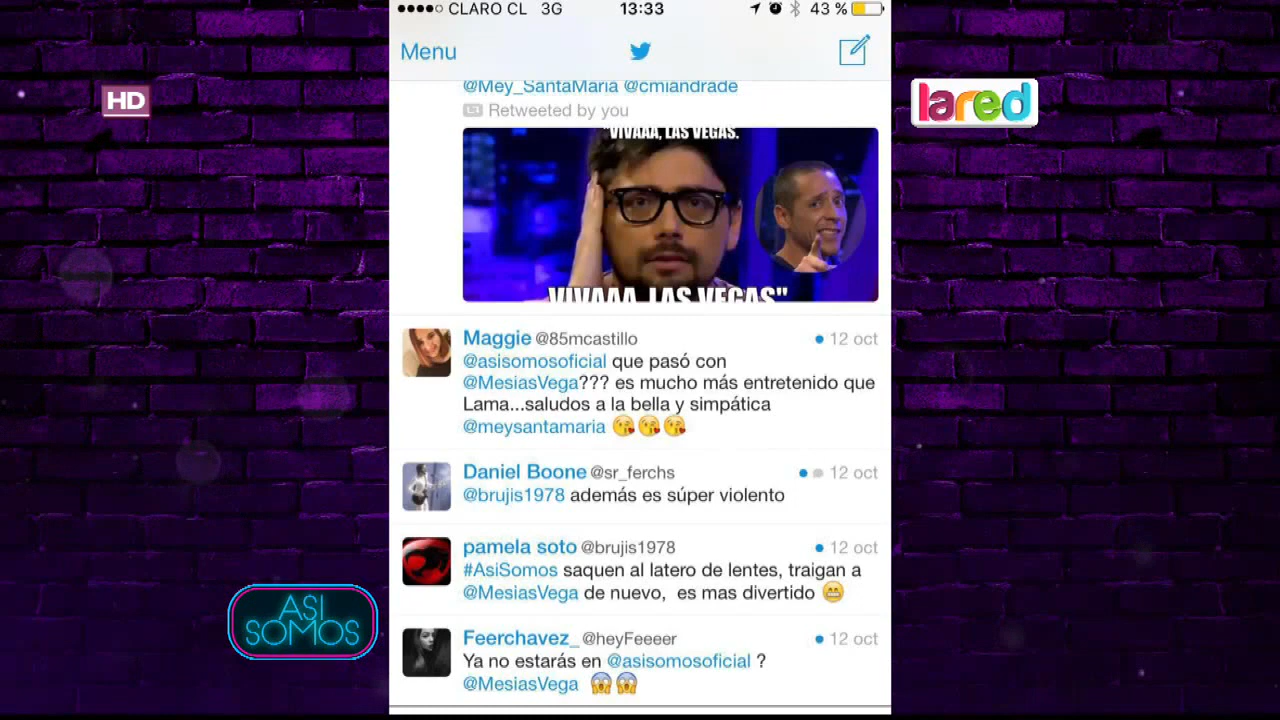 ●●●●○ CLARO CL 3G 13:33 43 %
Menu
@Mey_SantaMaria @cmiandrade
Retweeted by you
HD
lared
"VIVAAA, LAS VEGAS.
VIVAAA, LAS VEGAS"
Maggie @85mcastillo 12 oct
@asisomosoficial que pasó con
@MesiasVega??? es mucho más entretenido que
Lama...saludos a la bella y simpática
@meysantamaria 😘😘😘
Daniel Boone @sr_ferchs 12 oct
@brujis1978 además es súper violento
pamela soto @brujis1978 12 oct
#AsiSomos saquen al latero de lentes, traigan a
@MesiasVega de nuevo, es mas divertido 😁
ASI
SOMOS
Feerchavez_ @heyFeeeer 12 oct
Ya no estarás en @asisomosoficial ?
@MesiasVega 😱😱